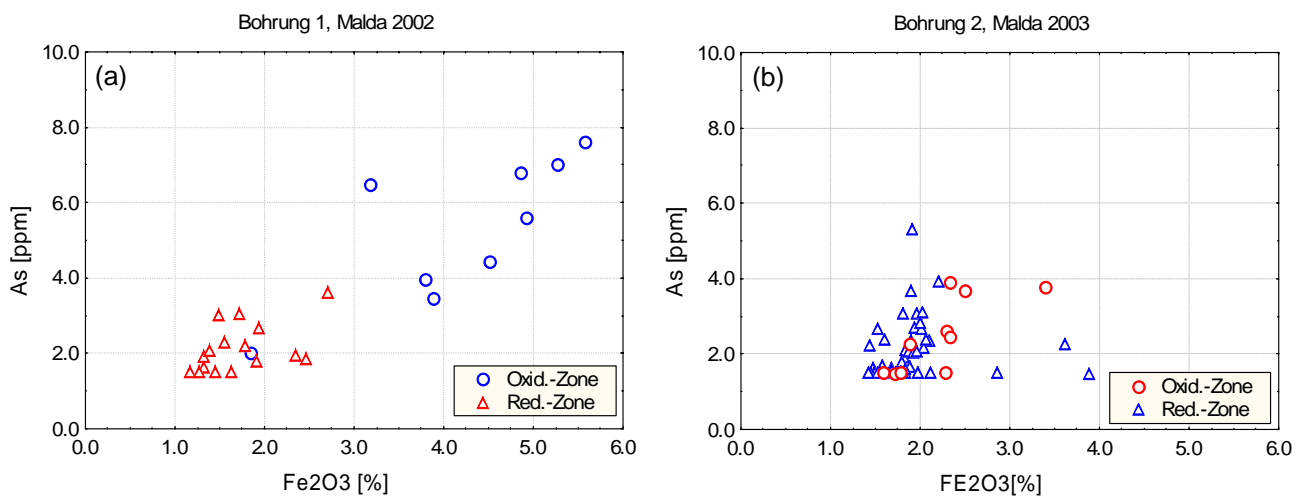 Bohrung 1, Malda 2002
(a)
10.0
8.0
6.0
4.0
2.0
0.0
As [ppm]
Oxid.-Zone
Red.-Zone
0.0 1.0 2.0 3.0 4.0 5.0 6.0
Fe2O3 [%]
Bohrung 2, Malda 2003
(b)
10.0
8.0
6.0
4.0
2.0
0.0
As [ppm]
Oxid.-Zone
Red.-Zone
0.0 1.0 2.0 3.0 4.0 5.0 6.0
FE2O3[%]